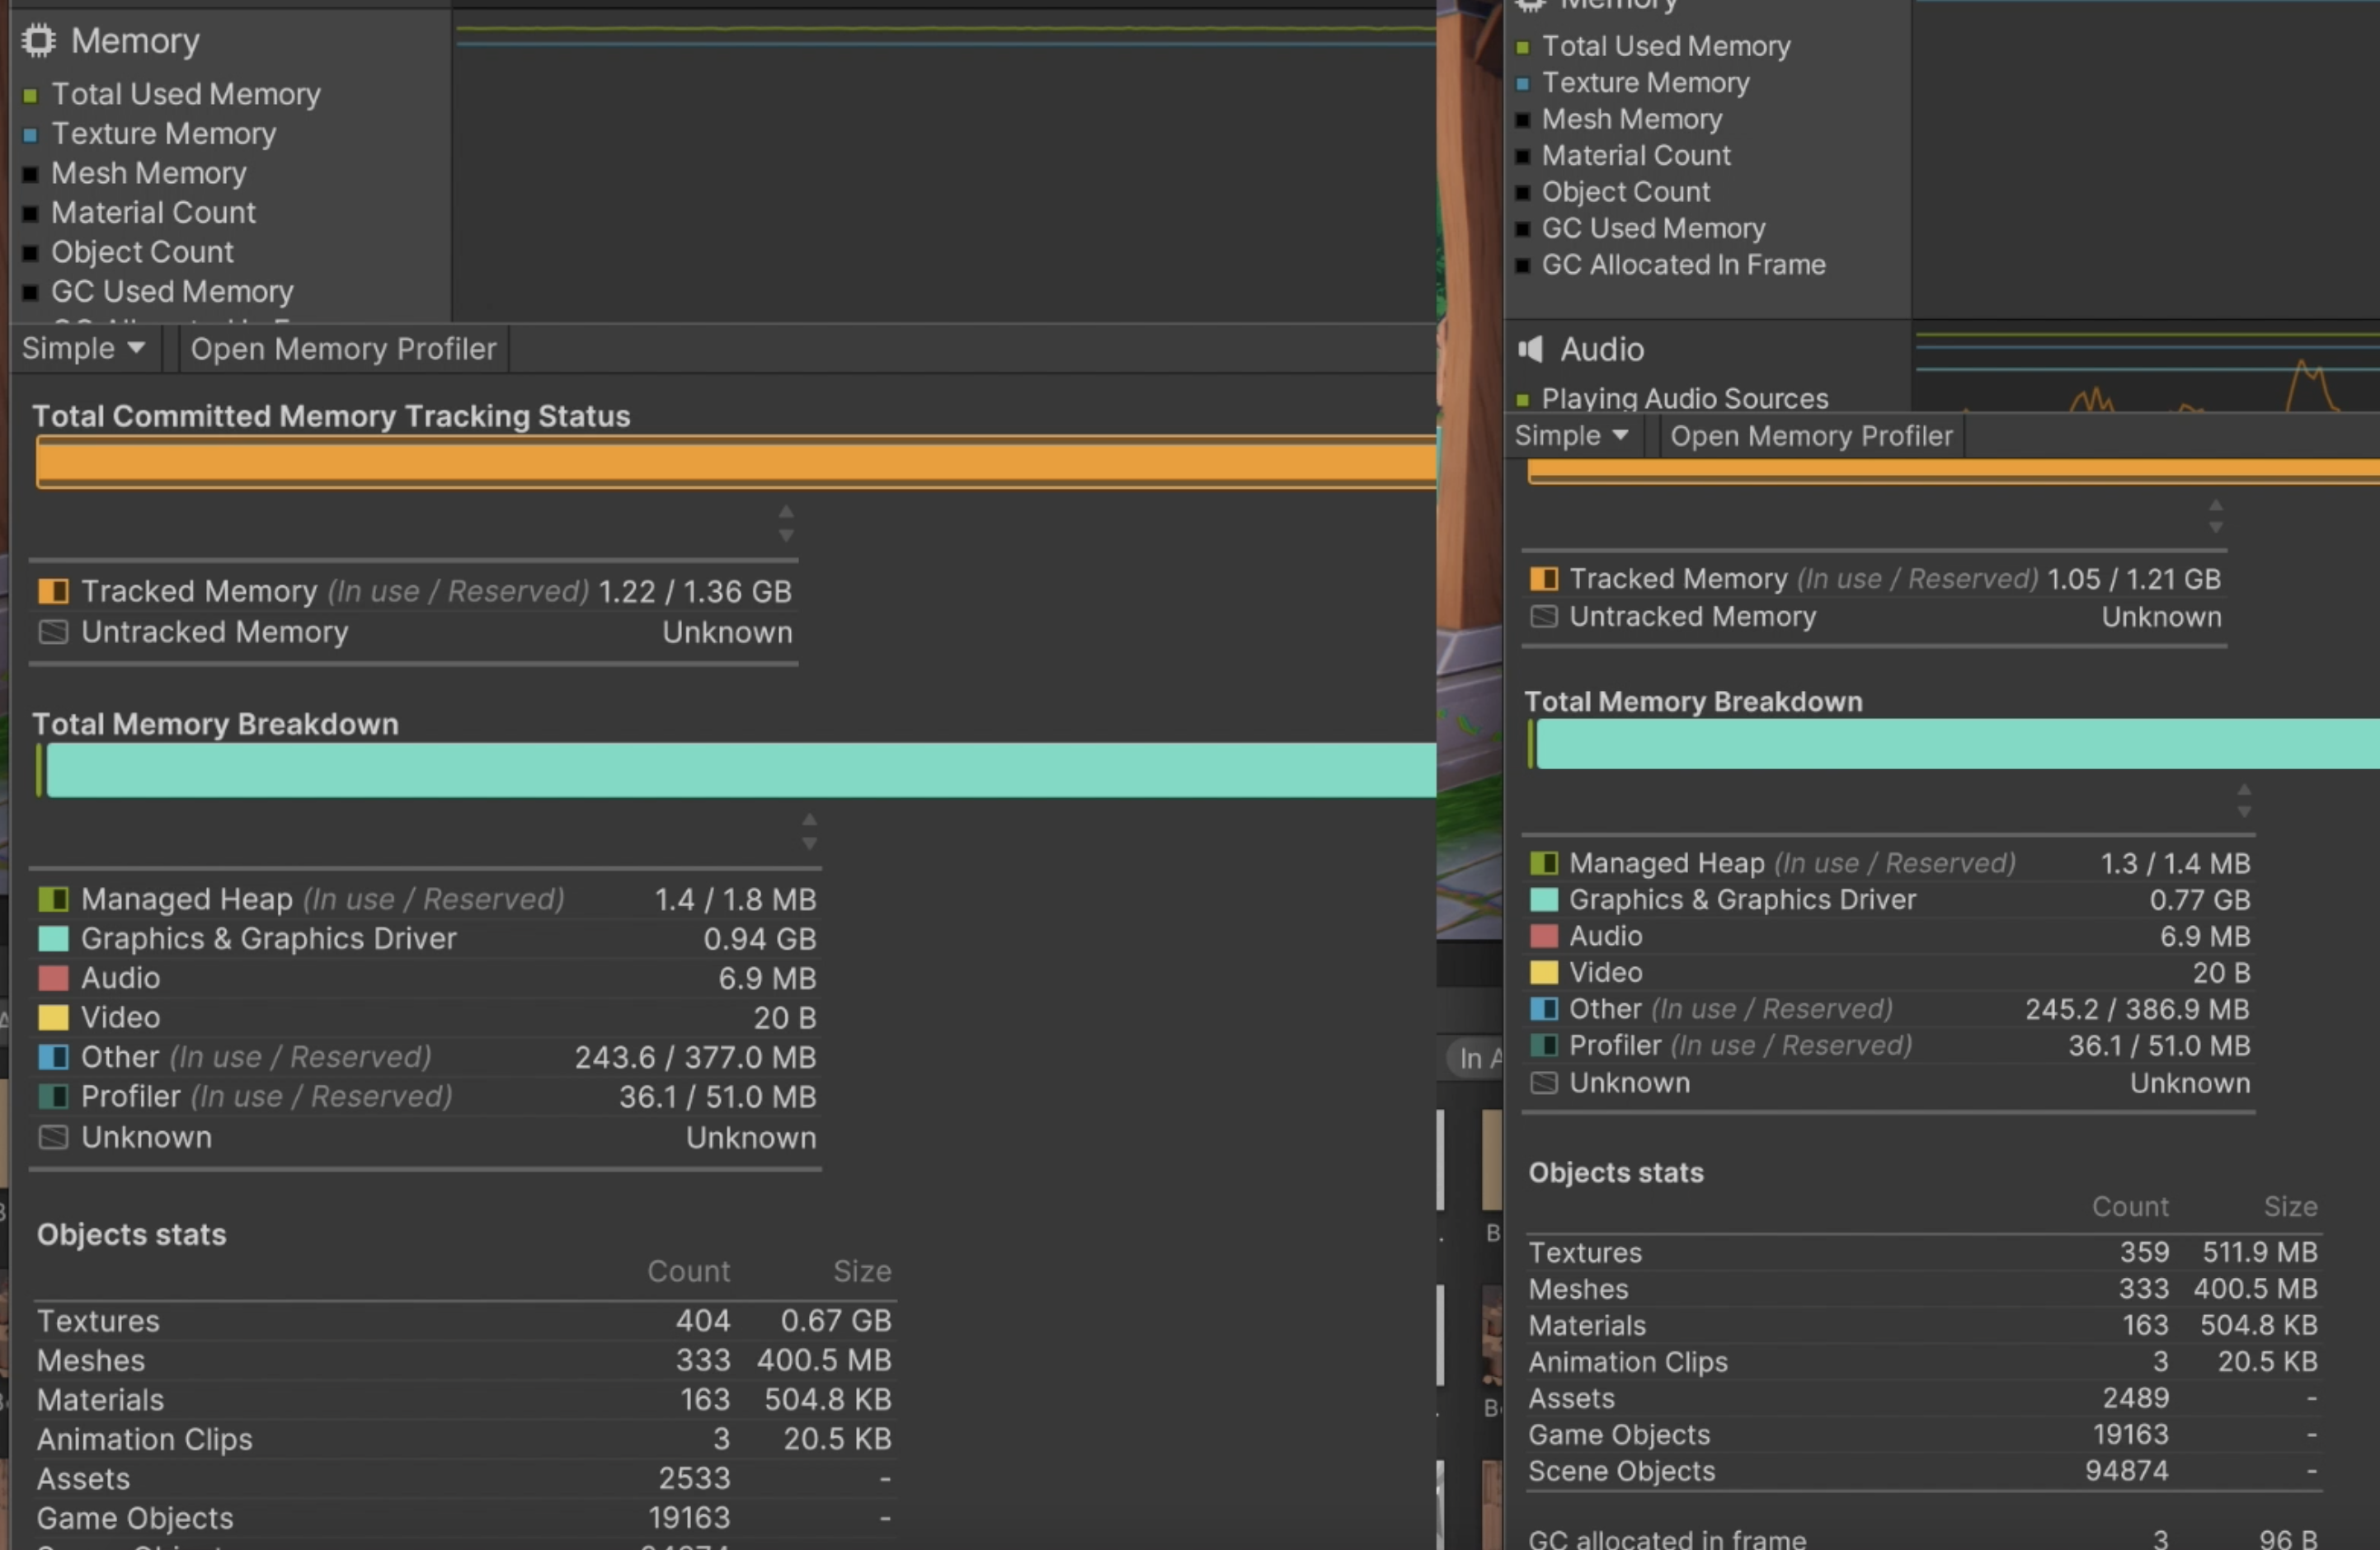 Memory
Total Used Memory
Texture Memory
Mesh Memory
Material Count
Object Count
GC Used Memory
Simple Open Memory Profiler
Total Committed Memory Tracking Status
Tracked Memory (In use / Reserved) 1.22 / 1.36 GB
Untracked Memory Unknown
Total Memory Breakdown
Managed Heap (In use / Reserved) 1.4 / 1.8 MB
Graphics & Graphics Driver 0.94 GB
Audio 6.9 MB
Video 20 B
Other (In use / Reserved) 243.6 / 377.0 MB
Profiler (In use / Reserved) 36.1 / 51.0 MB
Unknown Unknown
Objects stats
Count Size
Textures 404 0.67 GB
Meshes 333 400.5 MB
Materials 163 504.8 KB
Animation Clips 3 20.5 KB
Assets 2533 -
Game Objects 19163 -
Memory
Total Used Memory
Texture Memory
Mesh Memory
Material Count
Object Count
GC Used Memory
GC Allocated In Frame
Audio
Playing Audio Sources
Simple Open Memory Profiler
Tracked Memory (In use / Reserved) 1.05 / 1.21 GB
Untracked Memory Unknown
Total Memory Breakdown
Managed Heap (In use / Reserved) 1.3 / 1.4 MB
Graphics & Graphics Driver 0.77 GB
Audio 6.9 MB
Video 20 B
Other (In use / Reserved) 245.2 / 386.9 MB
Profiler (In use / Reserved) 36.1 / 51.0 MB
Unknown Unknown
Objects stats
Count Size
Textures 359 511.9 MB
Meshes 333 400.5 MB
Materials 163 504.8 KB
Animation Clips 3 20.5 KB
Assets 2489 -
Game Objects 19163 -
Scene Objects 94874 -
GC allocated in frame 3 96 B